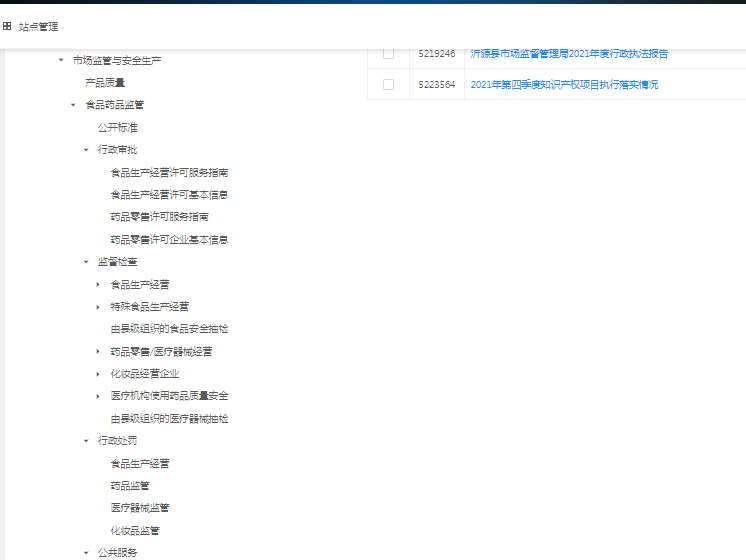 站点管理
市场监管与安全生产
5219246 沂源县市场监督管理局2021年度行政执法报告
产品质量
5223564 2021年第四季度知识产权项目执行落实情况
食品药品监管
公开标准
行政审批
食品生产经营许可服务指南
食品生产经营许可基本信息
药品零售许可服务指南
药品零售许可企业基本信息
监督检查
食品生产经营
特殊食品生产经营
由县级组织的食品安全抽检
药品零售/医疗器械经营
化妆品经营企业
医疗机构使用药品质量安全
由县级组织的医疗器械抽检
行政处罚
食品生产经营
药品监管
医疗器械监管
化妆品监管
公共服务